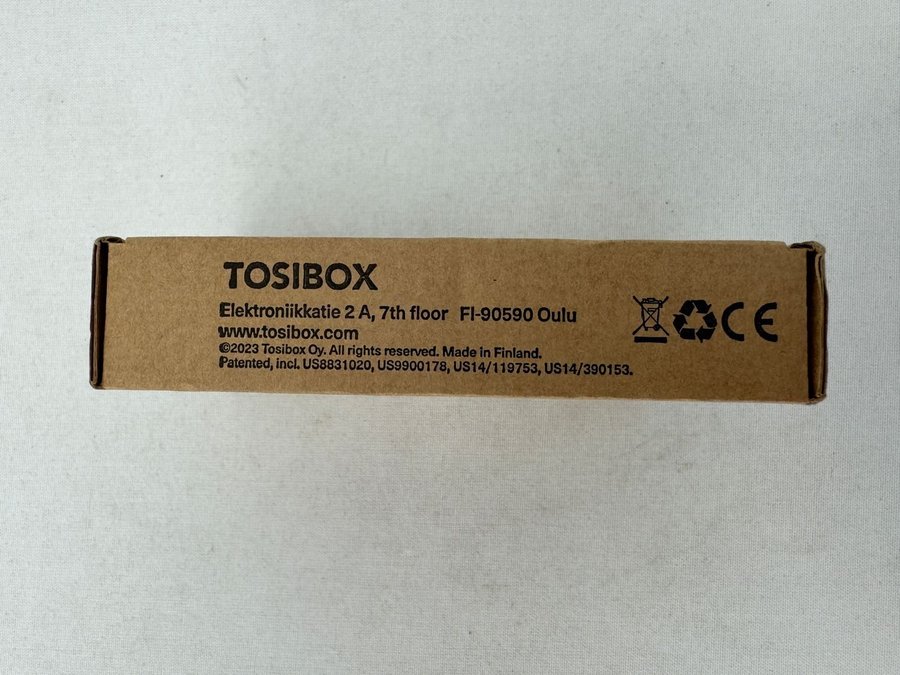 TOSIBOX
Elektroniikkatie 2 A, 7th floor FI-90590 Oulu
www.tosibox.com
©2023 Tosibox Oy. All rights reserved. Made in Finland.
Patented, incl. US8831020, US9900178, US14/119753, US14/390153.
CE